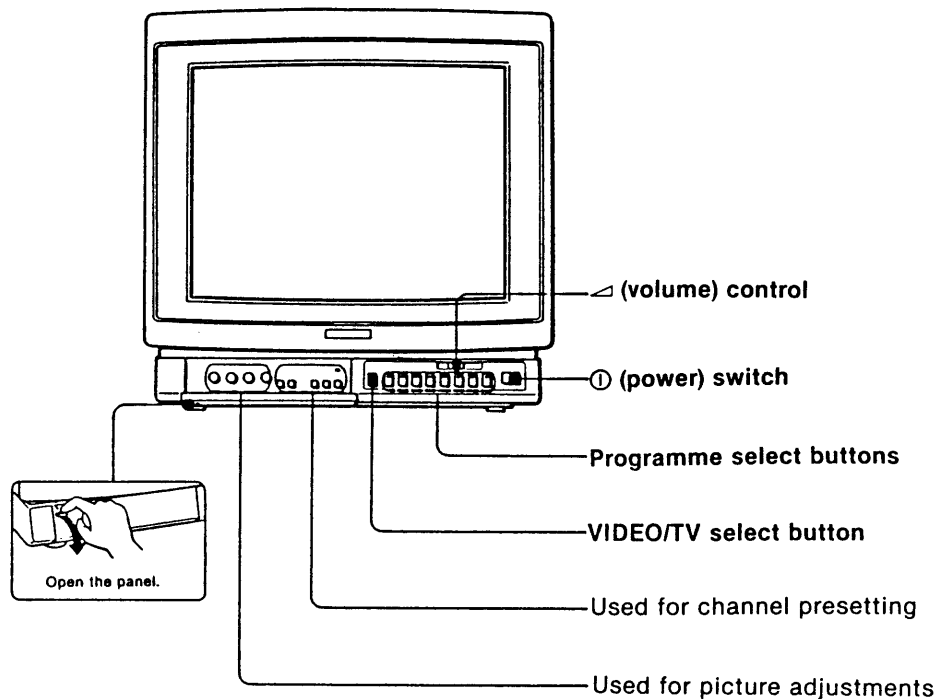 ⊿ (volume) control
⏼ (power) switch
Programme select buttons
VIDEO/TV select button
Open the panel.
Used for channel presetting
Used for picture adjustments